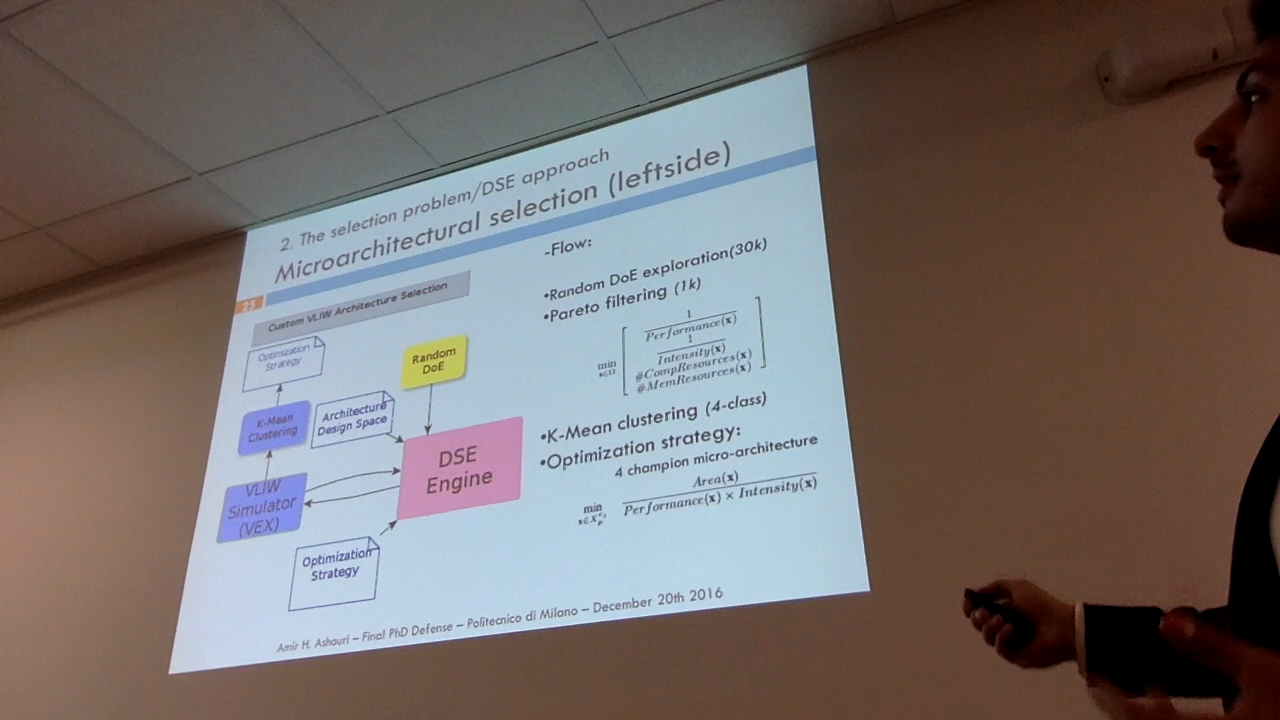 2. The selection problem/DSE approach
Microarchitectural selection (leftside)
25
Custom VLIW Architecture Selection
Optimization
Strategy
Random
DoE
K-Mean
Clustering
Architecture
Design Space
DSE
Engine
VLIW
Simulator
(VEX)
Optimization
Strategy
-Flow:
•Random DoE exploration(30k)
•Pareto filtering (1k)
1
Performance(x)
1
Intensity(x)
#CompResources(x)
#MemResources(x)
min
x∈Ω
•K-Mean clustering (4-class)
•Optimization strategy:
4 champion micro-architecture
Area(x)
min
Performance(x) × Intensity(x)
Amir H. Ashouri – Final PhD Defense – Politecnico di Milano – December 20th 2016